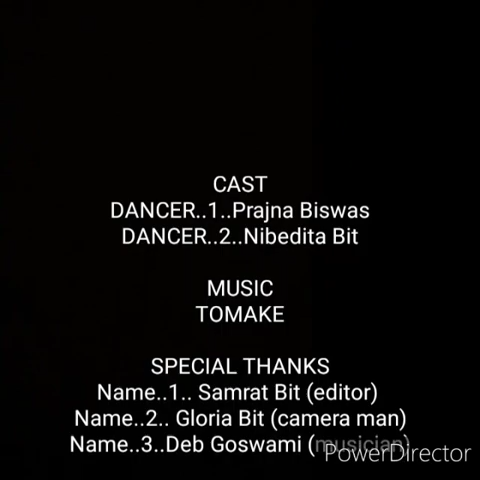 CAST
DANCER..1..Prajna Biswas
DANCER..2..Nibedita Bit
MUSIC
TOMAKE
SPECIAL THANKS
Name..1.. Samrat Bit (editor)
Name..2.. Gloria Bit (camera man)
Name..3..Deb Goswami (musician)
PowerDirector